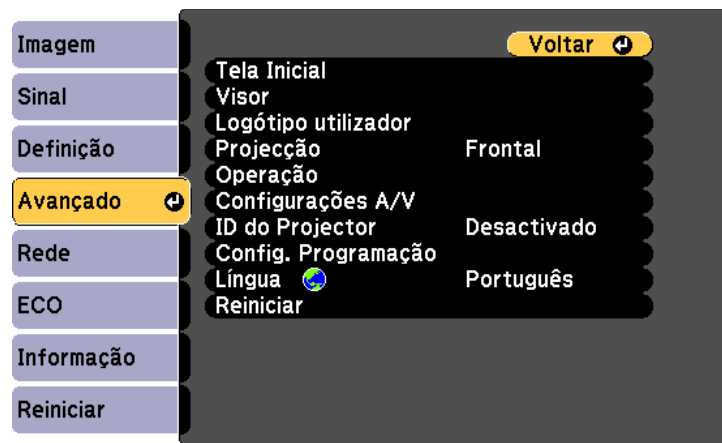 Imagem
Sinal
Definição
Avançado
Rede
ECO
Informação
Reiniciar
Voltar
Tela Inicial
Visor
Logótipo utilizador
Projecção Frontal
Operação
Configurações A/V
ID do Projector Desactivado
Config. Programação
Língua Português
Reiniciar